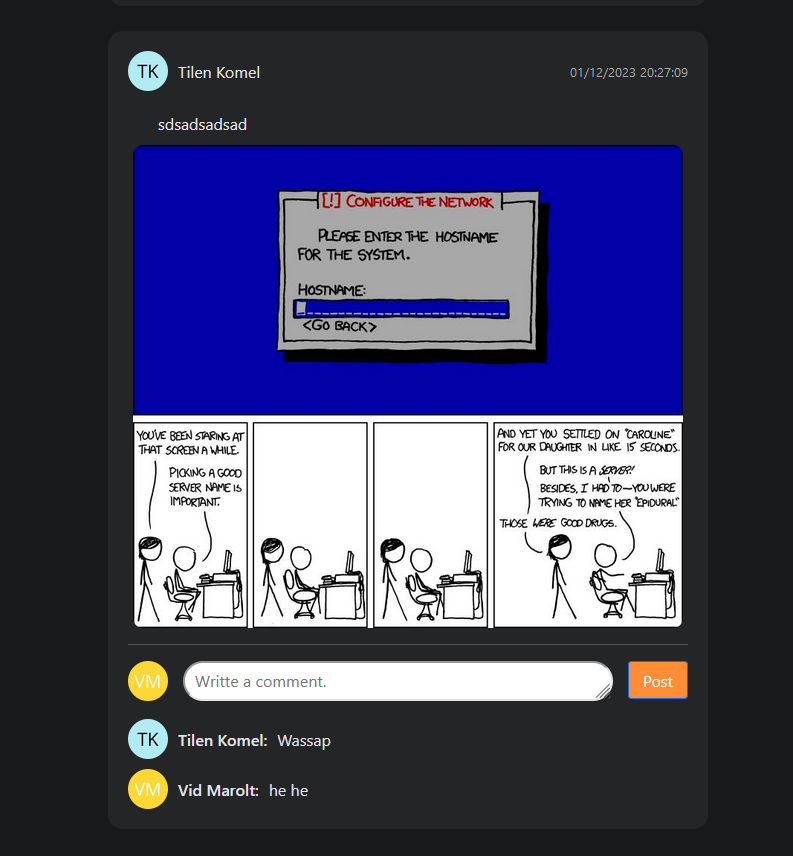 TK Tilen Komel 01/12/2023 20:27:09
sdsadsadsad
[!] CONFIGURE THE NETWORK
PLEASE ENTER THE HOSTNAME
FOR THE SYSTEM.
HOSTNAME:
<GO BACK>
YOU'VE BEEN STARING AT
THAT SCREEN A WHILE.
PICKING A GOOD
SERVER NAME IS
IMPORTANT.
AND YET YOU SETTLED ON "CAROLINE"
FOR OUR DAUGHTER IN LIKE 15 SECONDS.
BUT THIS IS A SERVER!
BESIDES, I HAD TO—YOU WERE
TRYING TO NAME HER "EPIDURAL"
THOSE WERE GOOD DRUGS.
VM Writte a comment. Post
TK Tilen Komel: Wassap
VM Vid Marolt: he he